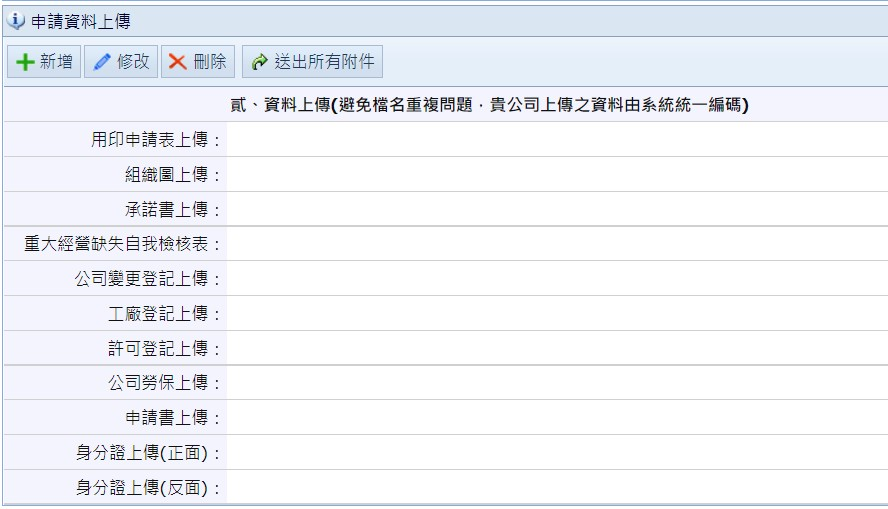 申請資料上傳
新增 修改 刪除 送出所有附件
貳、資料上傳(避免檔名重複問題，貴公司上傳之資料由系統統一編碼)
用印申請表上傳：
組織圖上傳：
承諾書上傳：
重大經營缺失自我檢核表：
公司變更登記上傳：
工廠登記上傳：
許可登記上傳：
公司勞保上傳：
申請書上傳：
身分證上傳(正面)：
身分證上傳(反面)：